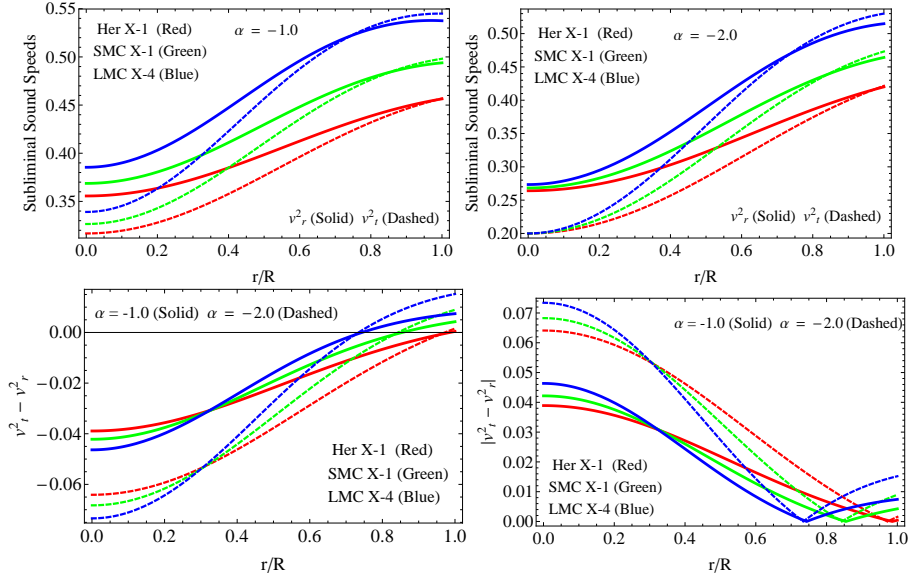 Subliminal Sound Speeds
0.55
0.50
0.45
0.40
0.35
Her X-1 (Red)
α = -1.0
SMC X-1 (Green)
LMC X-4 (Blue)
v²r (Solid) v²t (Dashed)
0.0 0.2 0.4 0.6 0.8 1.0
r/R
Subliminal Sound Speeds
0.50
0.45
0.40
0.35
0.30
0.25
0.20
Her X-1 (Red)
α = -2.0
SMC X-1 (Green)
LMC X-4 (Blue)
v²r (Solid) v²t (Dashed)
0.0 0.2 0.4 0.6 0.8 1.0
r/R
v²t - v²r
0.00
-0.02
-0.04
-0.06
α = -1.0 (Solid) α = -2.0 (Dashed)
Her X-1 (Red)
SMC X-1 (Green)
LMC X-4 (Blue)
0.0 0.2 0.4 0.6 0.8 1.0
r/R
|v²t - v²r|
0.07
0.06
0.05
0.04
0.03
0.02
0.01
0.00
α = -1.0 (Solid) α = -2.0 (Dashed)
Her X-1 (Red)
SMC X-1 (Green)
LMC X-4 (Blue)
0.0 0.2 0.4 0.6 0.8 1.0
r/R